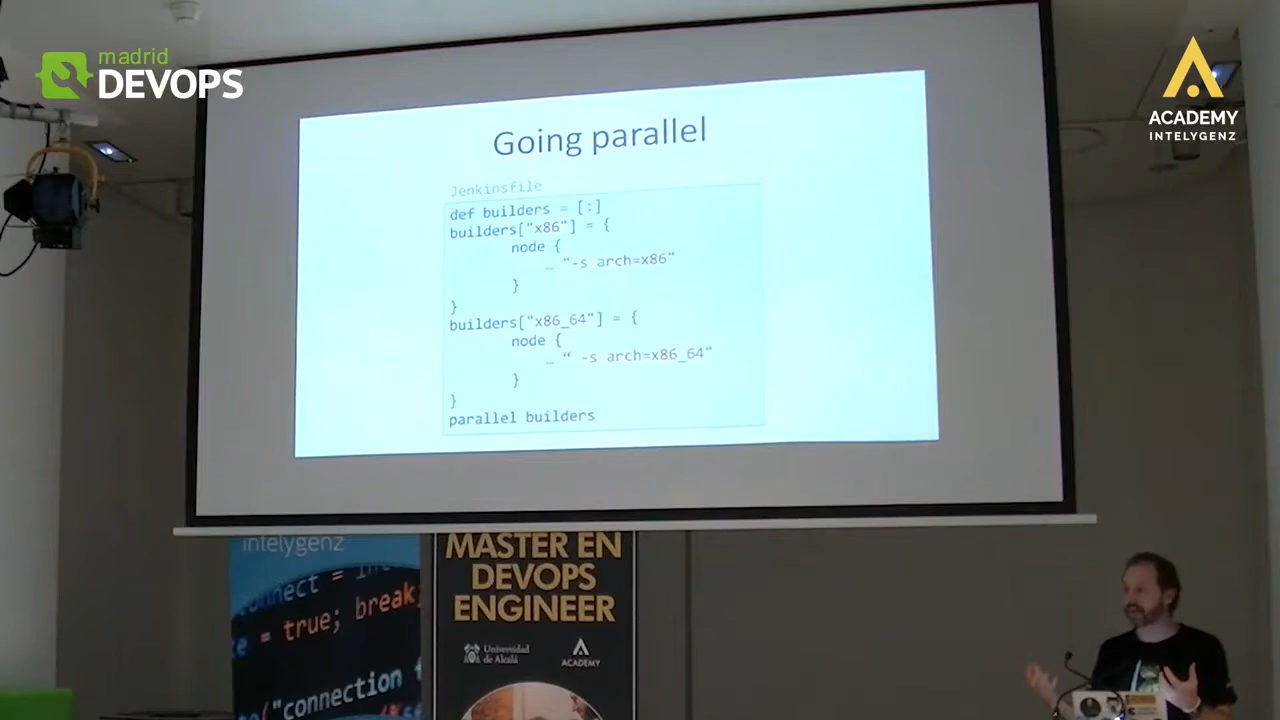 madrid
DEVOPS
ACADEMY
INTELYGENZ
Going parallel
Jenkinsfile
def builders = [:]
builders["x86"] = {
node {
… "-s arch=x86"
}
}
builders["x86_64"] = {
node {
… “ -s arch=x86_64"
}
}
parallel builders
intelygenz
connect =
= true; break;
("connection
MASTER EN
DEVOPS
ENGINEER
Universidad
de Alcalá
ACADEMY